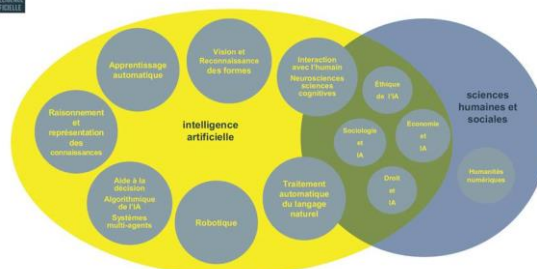 FICIELLE
Vision et
Reconnaissance
des formes
Apprentissage
automatique
Interaction
avec l'humain
Neurosciences
sciences
cognitives
Éthique
de l'IA
sciences
humaines et
sociales
Raisonnement
et
représentation
des
connaissances
intelligence
artificielle
Sociologie
et
IA
Economie
et
IA
Aide à la
décision
Algorithmique
de l'IA
Systèmes
multi-agents
Robotique
Traitement
automatique
du langage
naturel
Droit
et
IA
Humanités
numériques